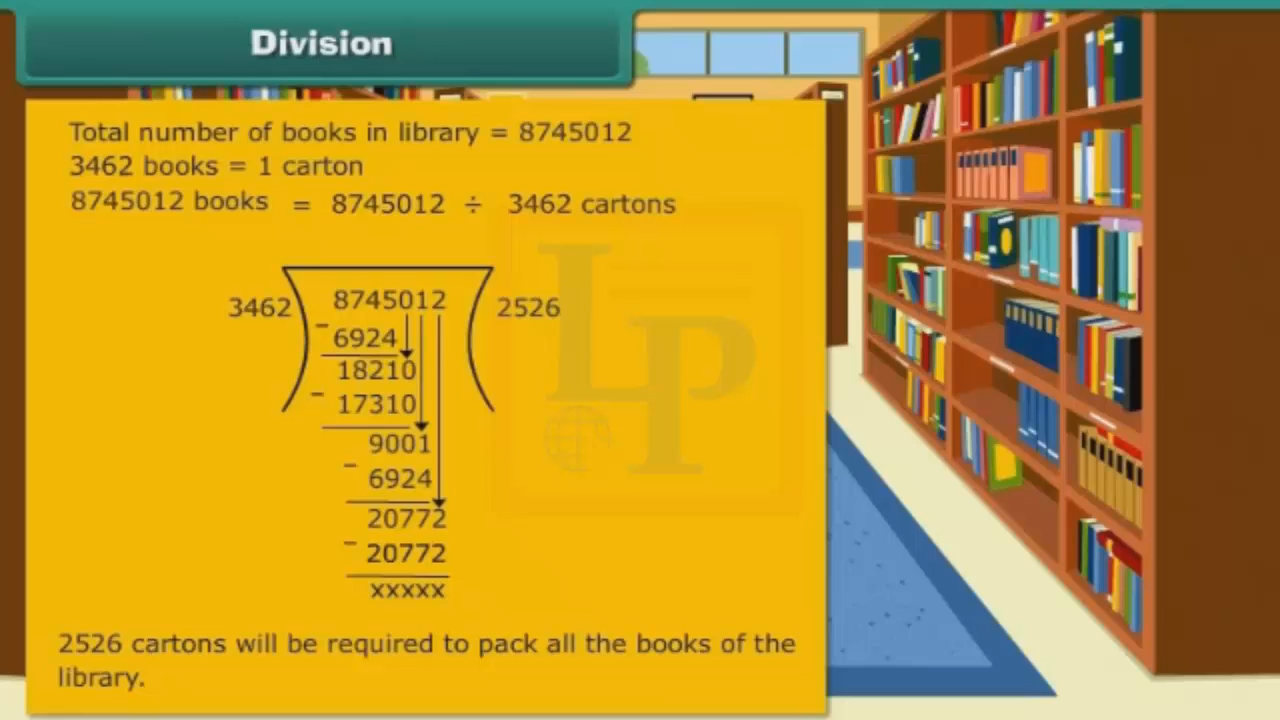 Division
Total number of books in library = 8745012
3462 books = 1 carton
8745012 books = 8745012 ÷ 3462 cartons
3462 8745012 2526
- 6924
18210
- 17310
9001
- 6924
20772
- 20772
xxxxx
2526 cartons will be required to pack all the books of the
library.
LP